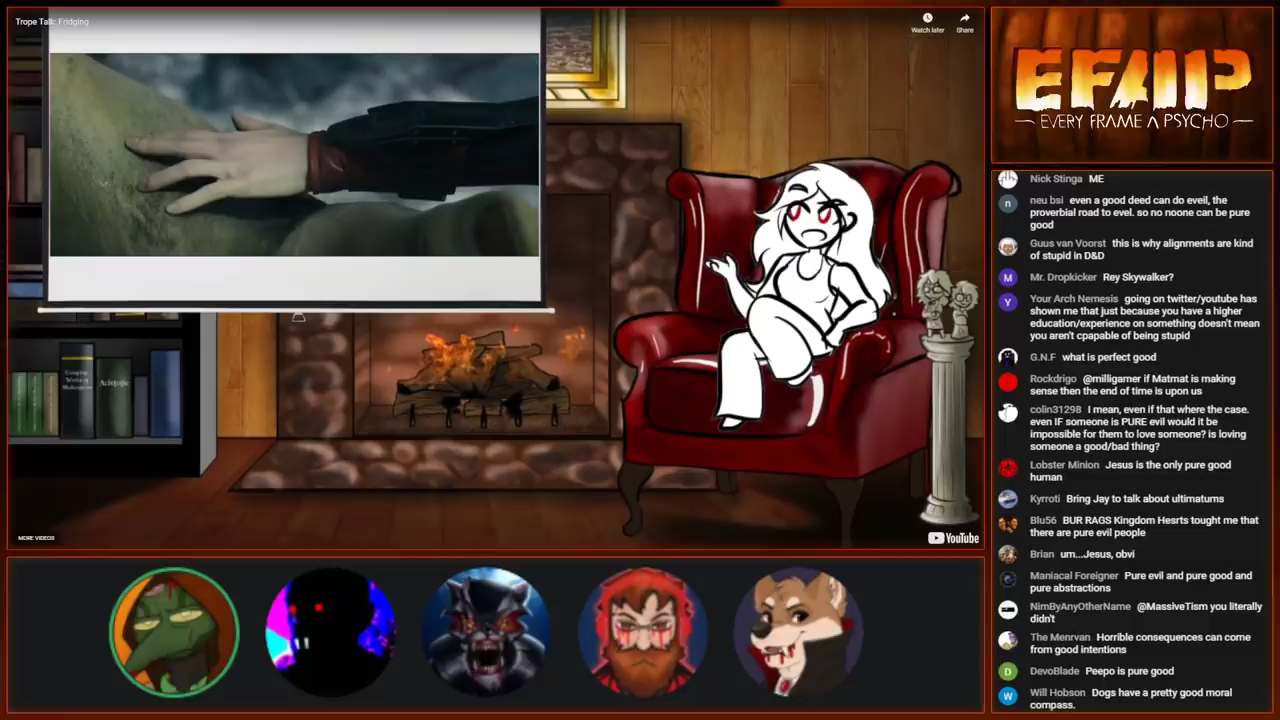 Trope Talk: Fridging
Watch later
Share
MORE VIDEOS
YouTube
EFAP
EVERY FRAME A PSYCHO
Nick Stinga ME
neu bsl even a good deed can do eveil, the
proverbial road to evel. so no noone can be pure
good
Guus van Voorst this is why alignments are kind
of stupid in D&D
M Mr. Dropkicker Rey Skywalker?
Y Your Arch Nemesis going on twitter/youtube has
shown me that just because you have a higher
education/experience on something doesn't mean
you aren't cpapable of being stupid
G.N.F what is perfect good
Rockdrigo @milligamer if Matmat is making
sense then the end of time is upon us
colin31298 I mean, even if that where the case.
even IF someone is PURE evil would it be
impossible for them to love someone? is loving
someone a good/bad thing?
Lobster Minion Jesus is the only pure good
human
Kyrroti Bring Jay to talk about ultimatums
Blu56 BUR RAGS Kingdom Hesrts tought me that
there are pure evil people
Brian um...Jesus, obvi
Maniacal Foreigner Pure evil and pure good and
pure abstractions
NimByAnyOtherName @MassiveTism you literally
didn't
The Menrvan Horrible consequences can come
from good intentions
D DevoBlade Peepo is pure good
W Will Hobson Dogs have a pretty good moral
compass.